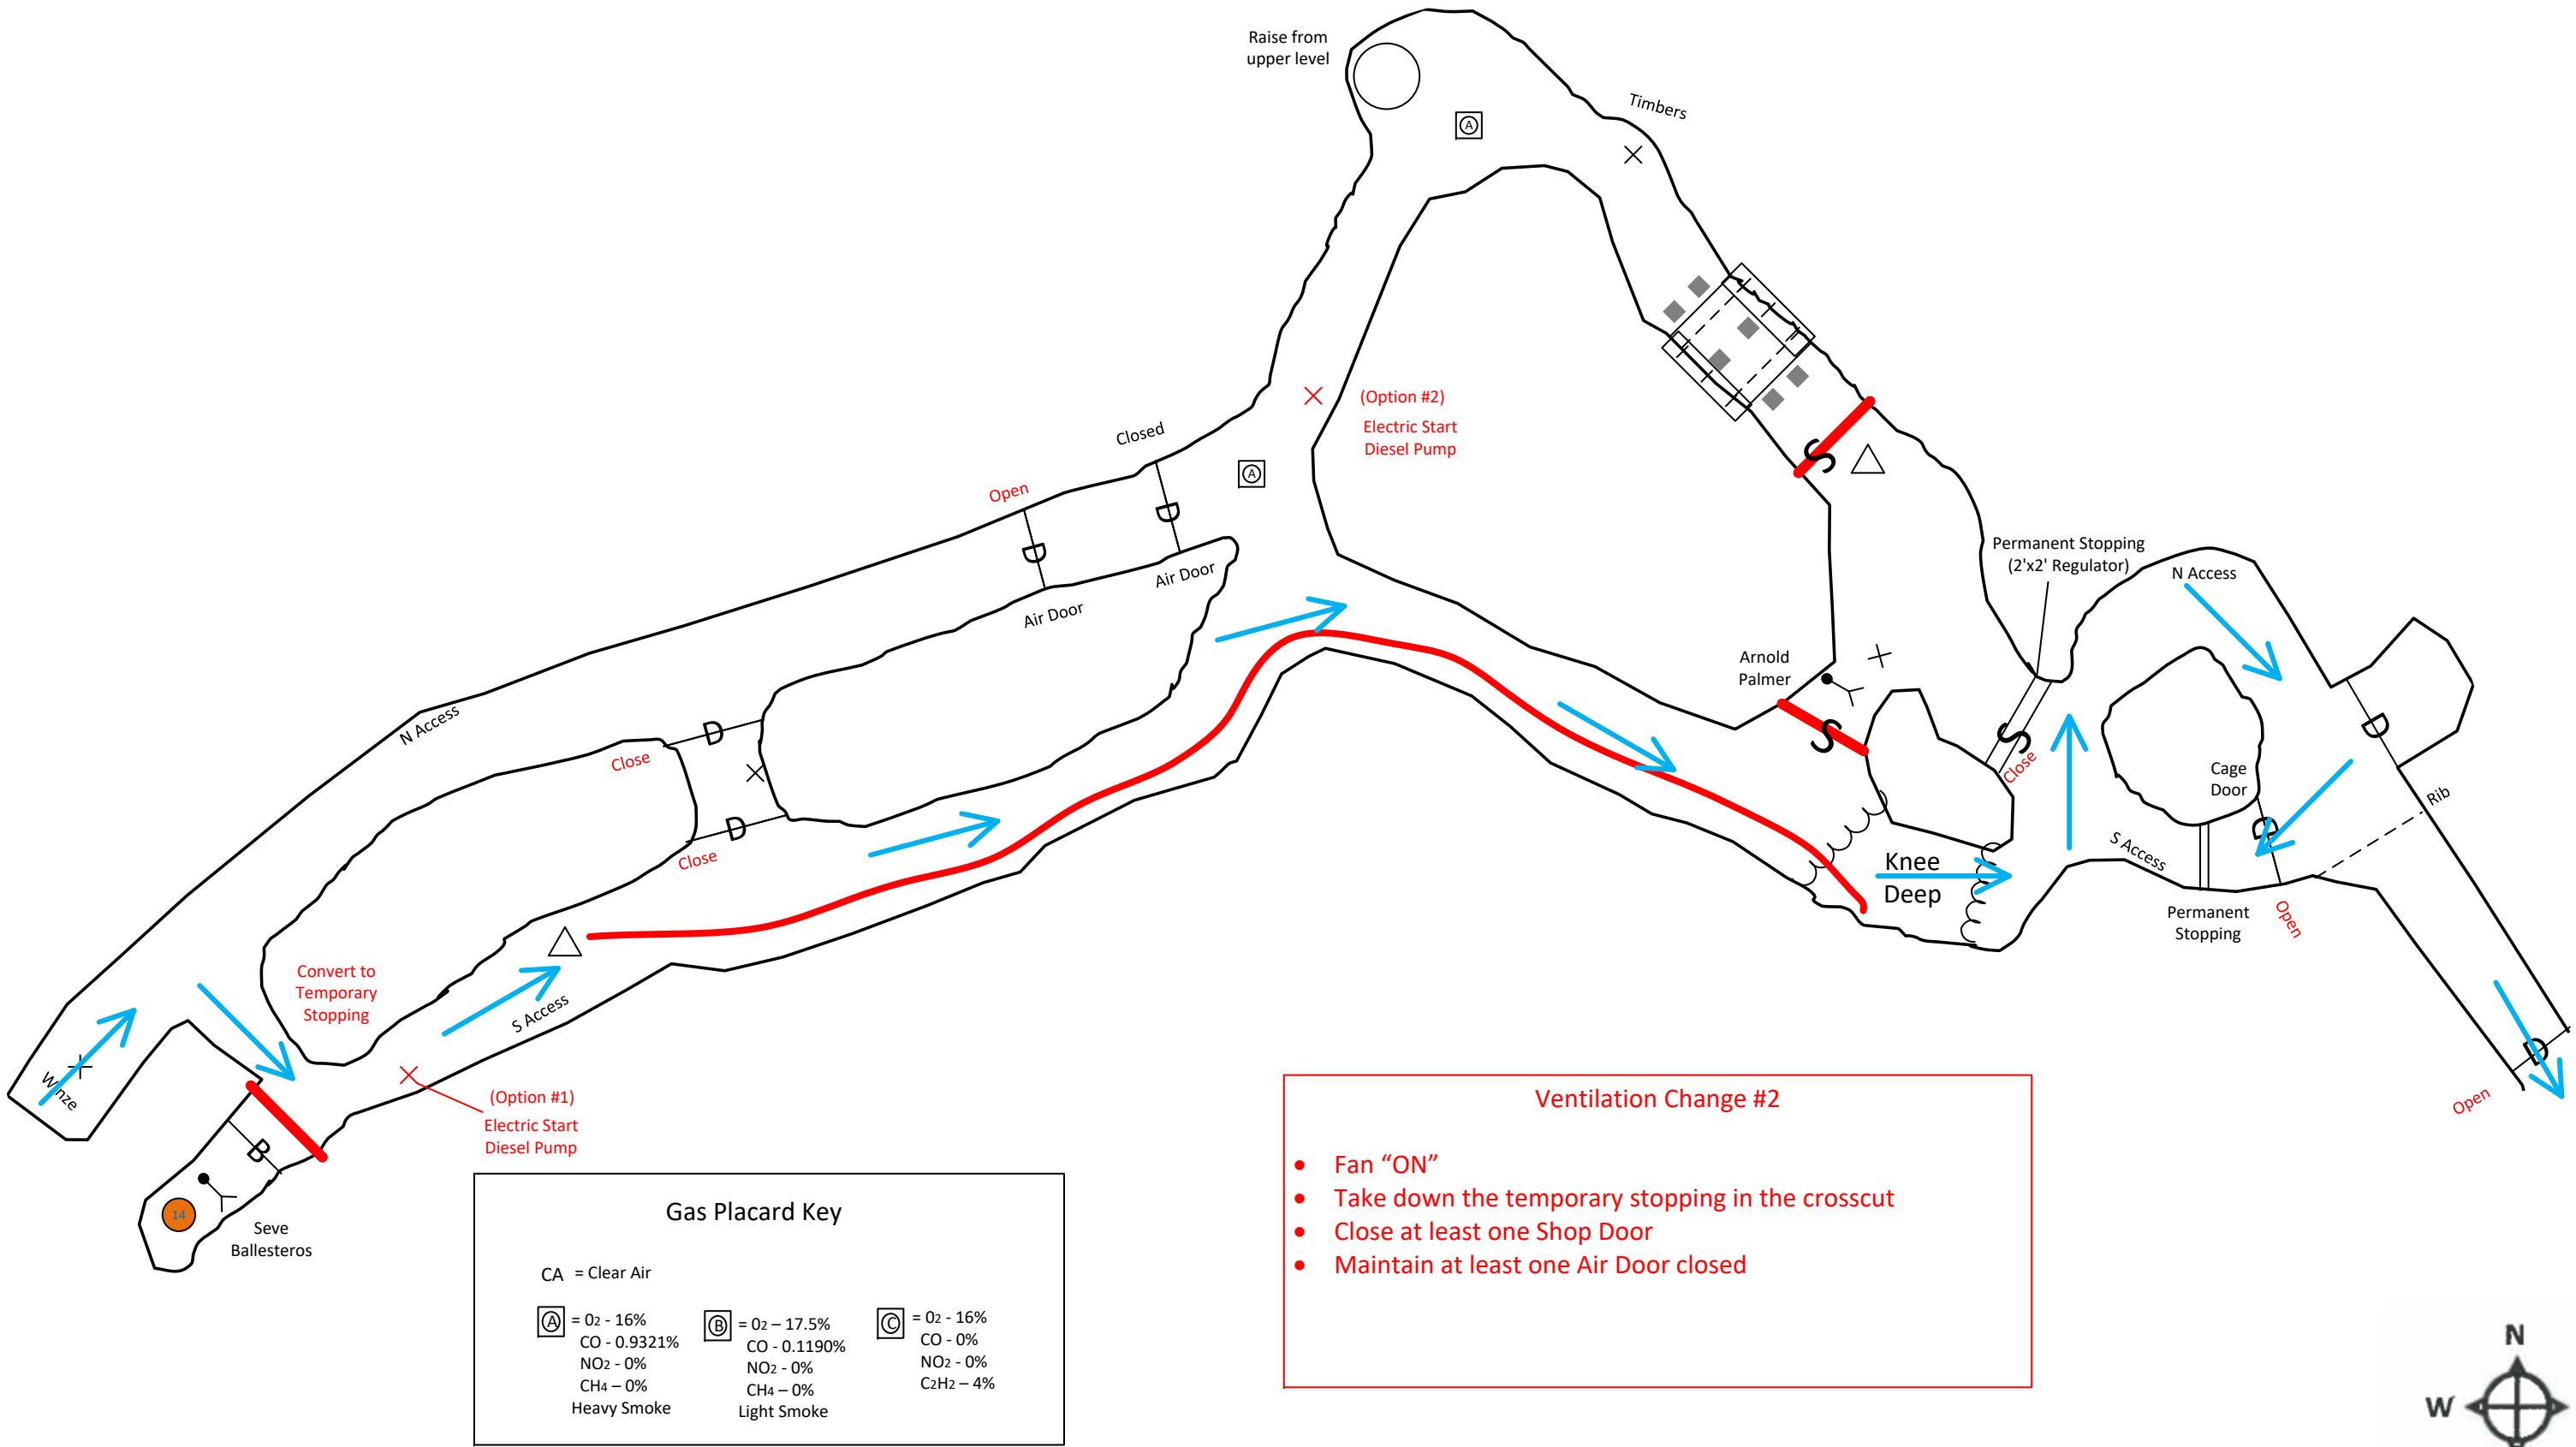 Raise from
upper level
A
Timbers
(Option #2)
Electric Start
Diesel Pump
Closed
A
Open
D
D
Air Door
Air Door
S
Permanent Stopping
(2'x2' Regulator)
N Access
Arnold
Palmer
S
S
Close
D
N Access
D
Close
D
Close
Cage
Door
D
Rib
S Access
Knee
Deep
Permanent
Stopping
Open
Convert to
Temporary
Stopping
S Access
Winze
(Option #1)
Electric Start
Diesel Pump
B
14
Seve
Ballesteros
D
Open
Gas Placard Key
CA = Clear Air
A = 02 - 16%
CO - 0.9321%
NO2 - 0%
CH4 – 0%
Heavy Smoke
B = 02 – 17.5%
CO - 0.1190%
NO2 - 0%
CH4 – 0%
Light Smoke
C = 02 - 16%
CO - 0%
NO2 - 0%
C2H2 – 4%
Ventilation Change #2
• Fan “ON”
• Take down the temporary stopping in the crosscut
• Close at least one Shop Door
• Maintain at least one Air Door closed
N
W